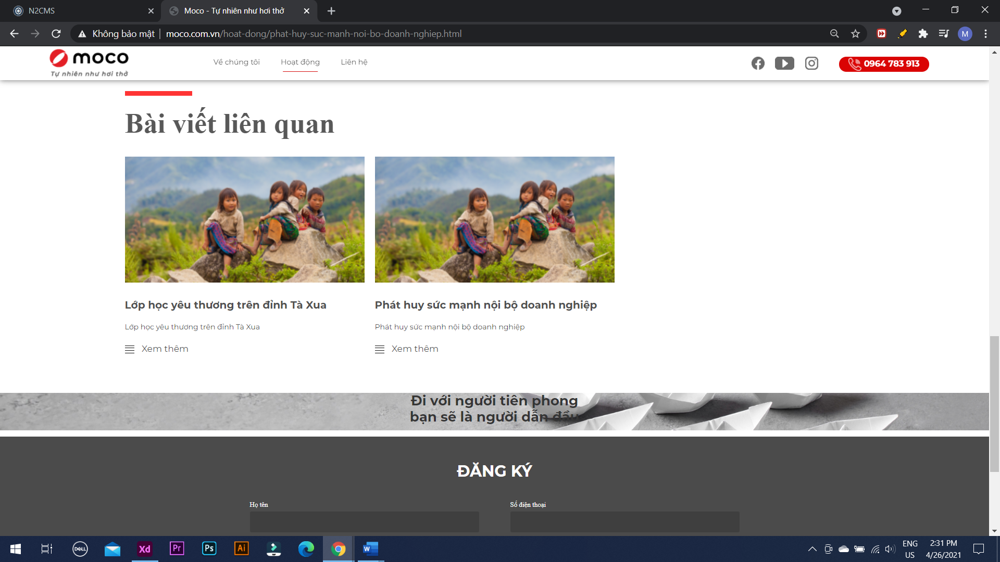 N2CMS
Moco - Tự nhiên như hơi thở
Không bảo mật
moco.com.vn/hoat-dong/phat-huy-suc-manh-noi-bo-doanh-nghiep.html
M
moco
Tự nhiên như hơi thở
Về chúng tôi
Hoạt động
Liên hệ
0964 783 913
Bài viết liên quan
Lớp học yêu thương trên đỉnh Tà Xua
Phát huy sức mạnh nội bộ doanh nghiệp
Lớp học yêu thương trên đỉnh Tà Xua
Phát huy sức mạnh nội bộ doanh nghiệp
Xem thêm
Xem thêm
Đi với người tiên phong
bạn sẽ là người dẫn đầu
ĐĂNG KÝ
Họ tên
Số điện thoại
DELL
Xd
Pr
Ps
Ai
W
ENG
US
2:31 PM
4/26/2021